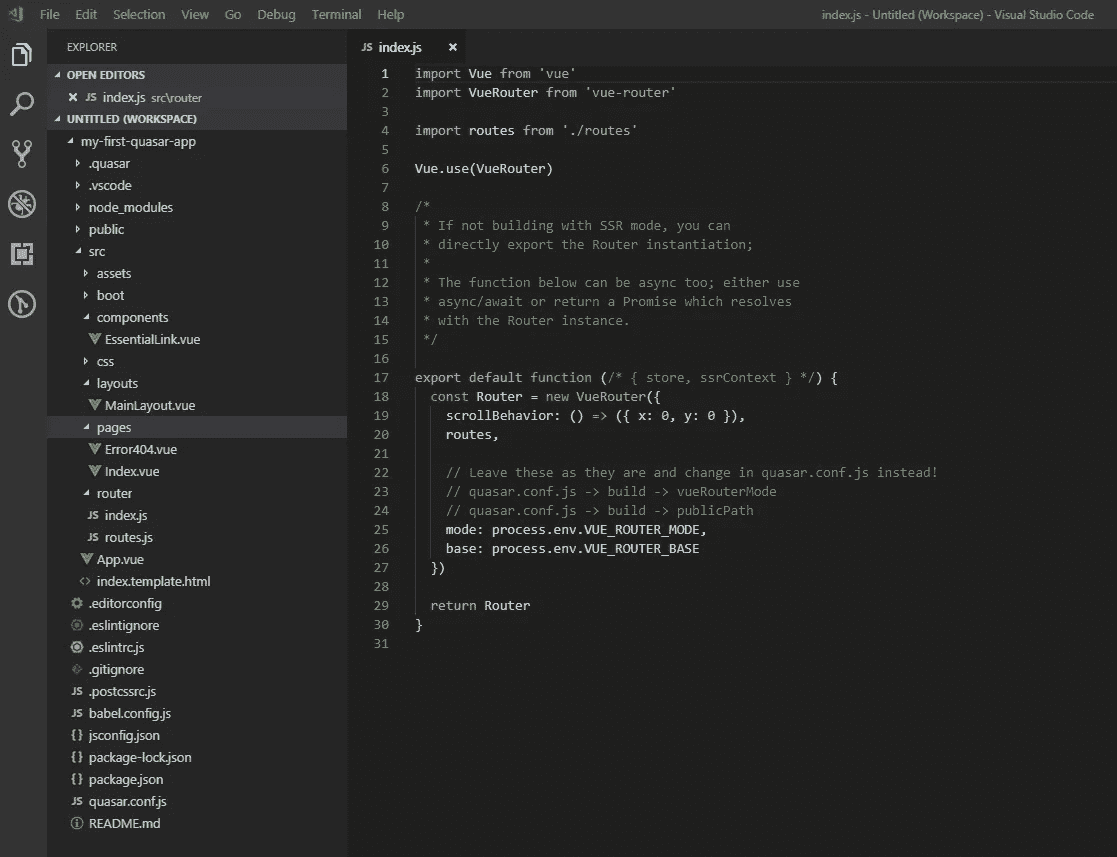 File Edit Selection View Go Debug Terminal Help index.js - Untitled (Workspace) - Visual Studio Code
EXPLORER
OPEN EDITORS
JS index.js src\router
UNTITLED (WORKSPACE)
my-first-quasar-app
.quasar
.vscode
node_modules
public
src
assets
boot
components
EssentialLink.vue
css
layouts
MainLayout.vue
pages
Error404.vue
Index.vue
router
JS index.js
JS routes.js
App.vue
<> index.template.html
.editorconfig
.eslintignore
.eslintrc.js
.gitignore
JS .postcssrc.js
JS babel.config.js
{} jsconfig.json
{} package-lock.json
{} package.json
JS quasar.conf.js
README.md
JS index.js ×
1 import Vue from 'vue'
2 import VueRouter from 'vue-router'
3
4 import routes from './routes'
5
6 Vue.use(VueRouter)
7
8 /*
9 * If not building with SSR mode, you can
10 * directly export the Router instantiation;
11 *
12 * The function below can be async too; either use
13 * async/await or return a Promise which resolves
14 * with the Router instance.
15 */
16
17 export default function (/* { store, ssrContext } */) {
18 const Router = new VueRouter({
19 scrollBehavior: () => ({ x: 0, y: 0 }),
20 routes,
21
22 // Leave these as they are and change in quasar.conf.js instead!
23 // quasar.conf.js -> build -> vueRouterMode
24 // quasar.conf.js -> build -> publicPath
25 mode: process.env.VUE_ROUTER_MODE,
26 base: process.env.VUE_ROUTER_BASE
27 })
28
29 return Router
30 }
31